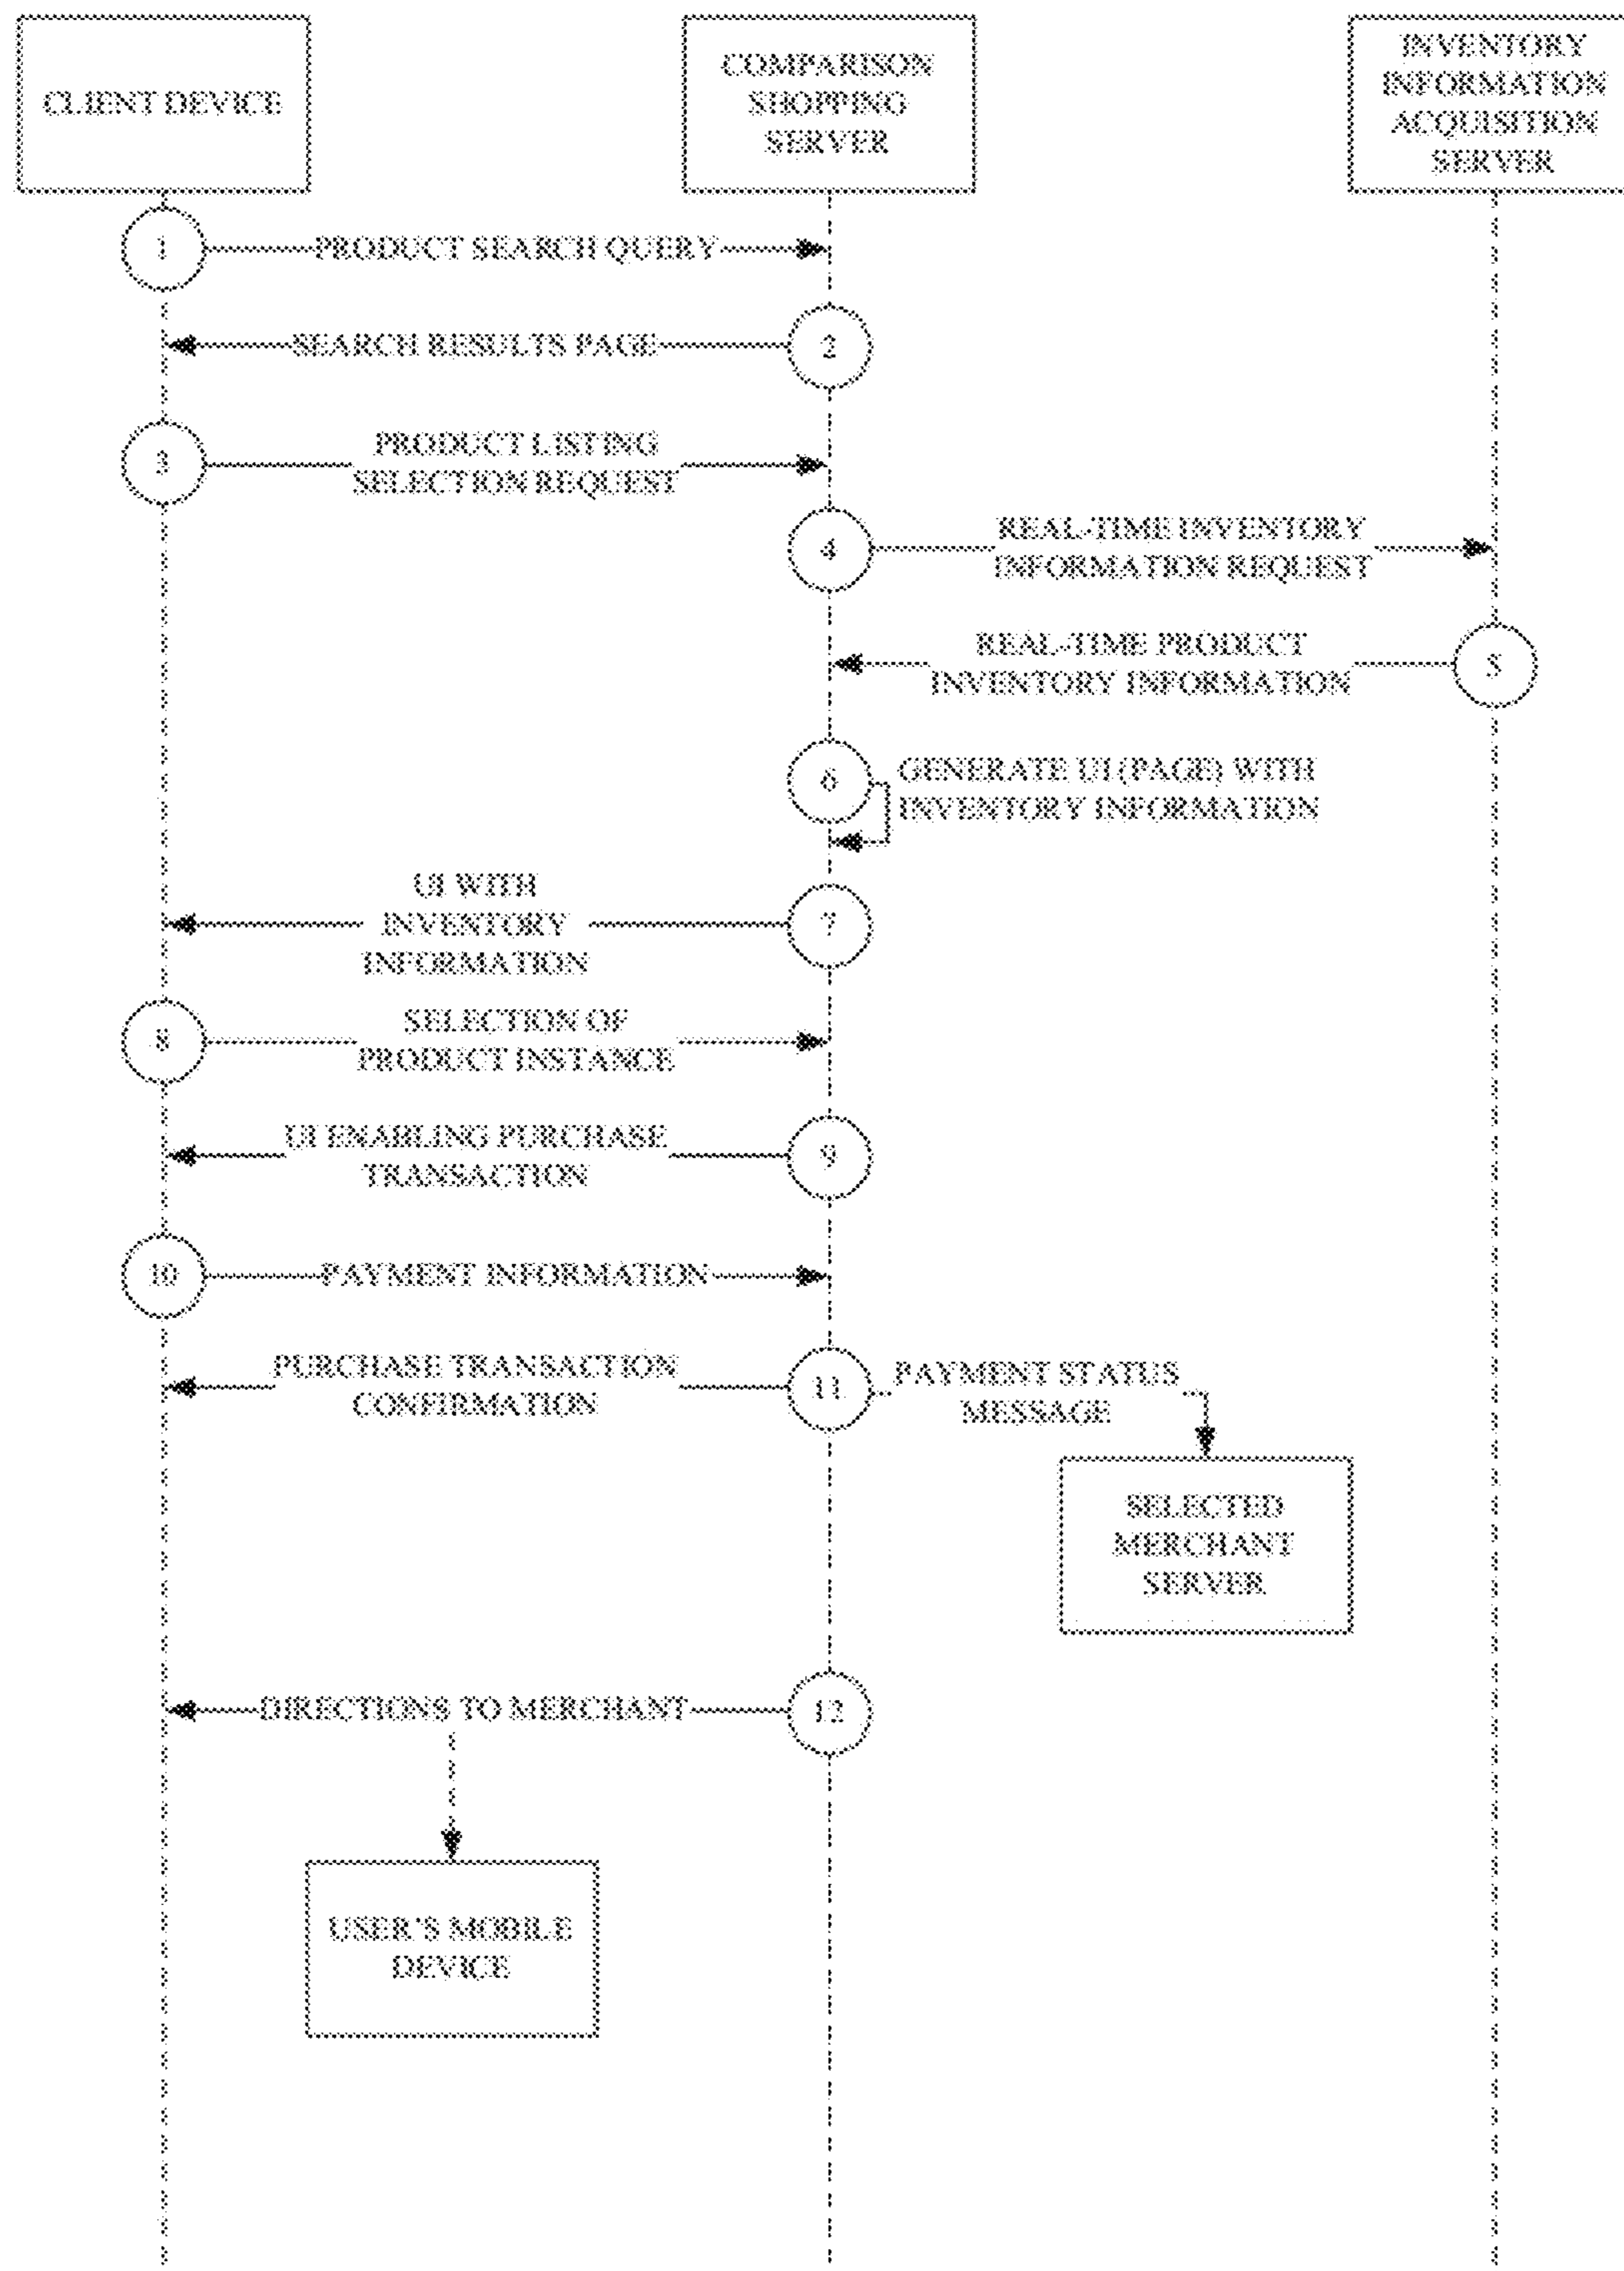 CLIENT DEVICE
COMPARISON
SHOPPING
SERVER
INVENTORY
INFORMATION
ACQUISITION
SERVER
1
PRODUCT SEARCH QUERY
SEARCH RESULTS PAGE
2
3
PRODUCT LISTING
SELECTION REQUEST
4
REAL-TIME INVENTORY
INFORMATION REQUEST
REAL-TIME PRODUCT
INVENTORY INFORMATION
5
6
GENERATE UI (PAGE) WITH
INVENTORY INFORMATION
UI WITH
INVENTORY
INFORMATION
7
8
SELECTION OF
PRODUCT INSTANCE
UI ENABLING PURCHASE
TRANSACTION
9
10
PAYMENT INFORMATION
PURCHASE TRANSACTION
CONFIRMATION
11
PAYMENT STATUS
MESSAGE
SELECTED
MERCHANT
SERVER
DIRECTIONS TO MERCHANT
12
USER'S MOBILE
DEVICE